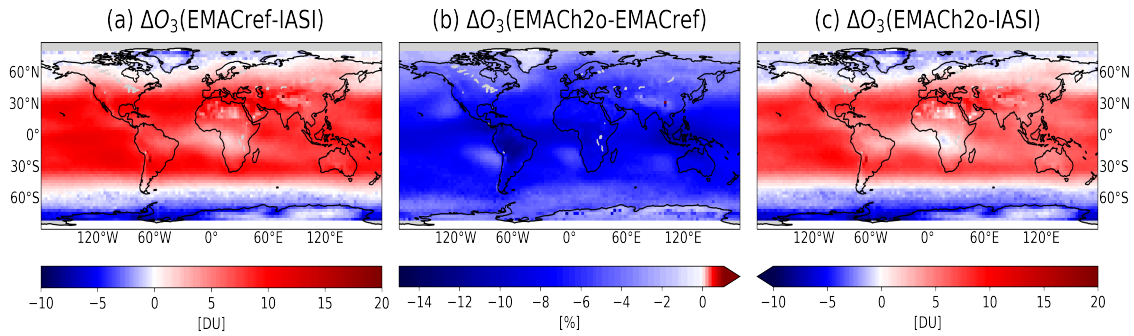 (a) ΔO₃(EMACref-IASI)
(b) ΔO₃(EMACh2o-EMACref)
(c) ΔO₃(EMACh2o-IASI)
60°N
30°N
0°
30°S
60°S
60°N
30°N
0°
30°S
60°S
120°W 60°W 0° 60°E 120°E
120°W 60°W 0° 60°E 120°E
120°W 60°W 0° 60°E 120°E
−10 −5 0 5 10 15 20
[DU]
−14 −12 −10 −8 −6 −4 −2 0
[%]
−10 −5 0 5 10 15 20
[DU]